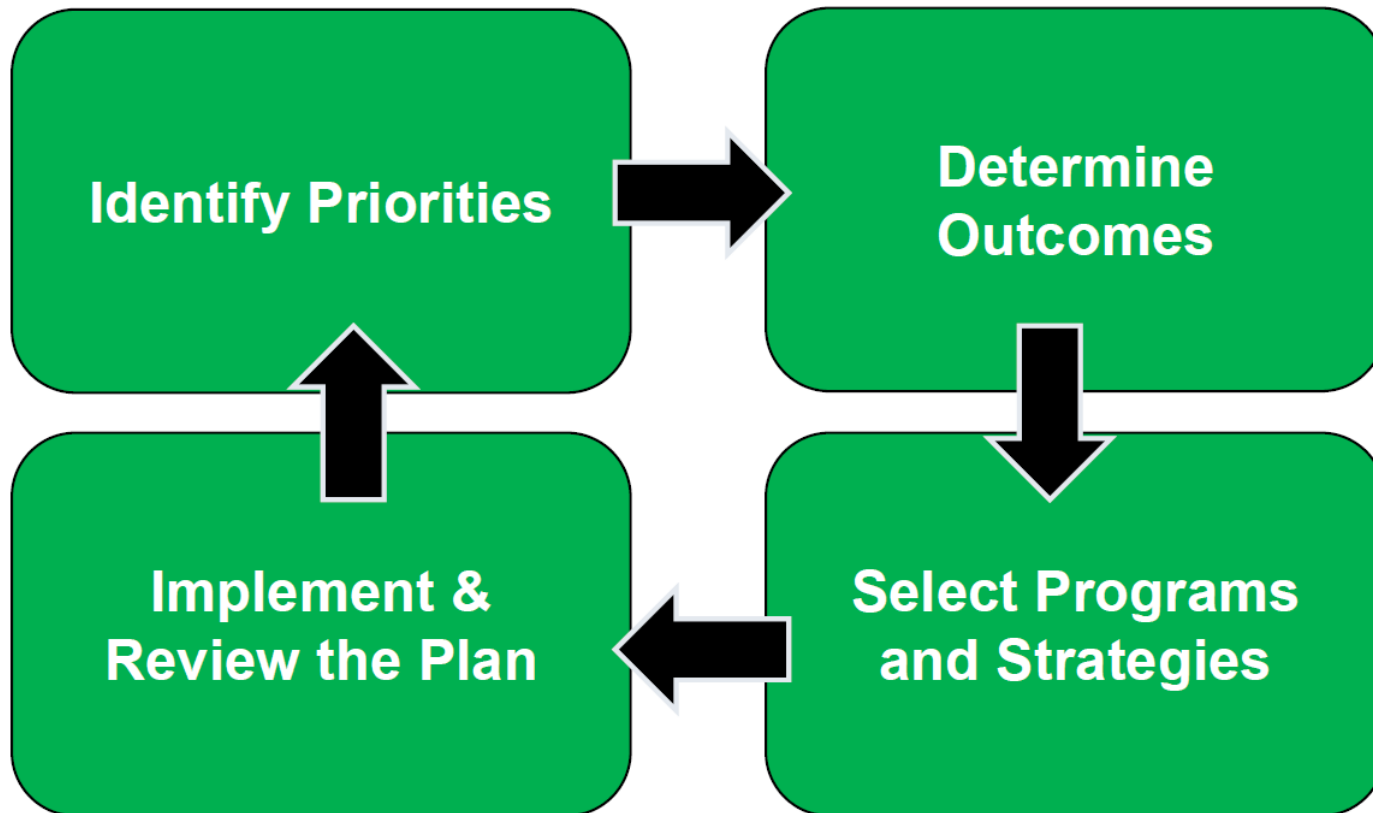 Identify Priorities
Determine
Outcomes
Implement &
Review the Plan
Select Programs
and Strategies